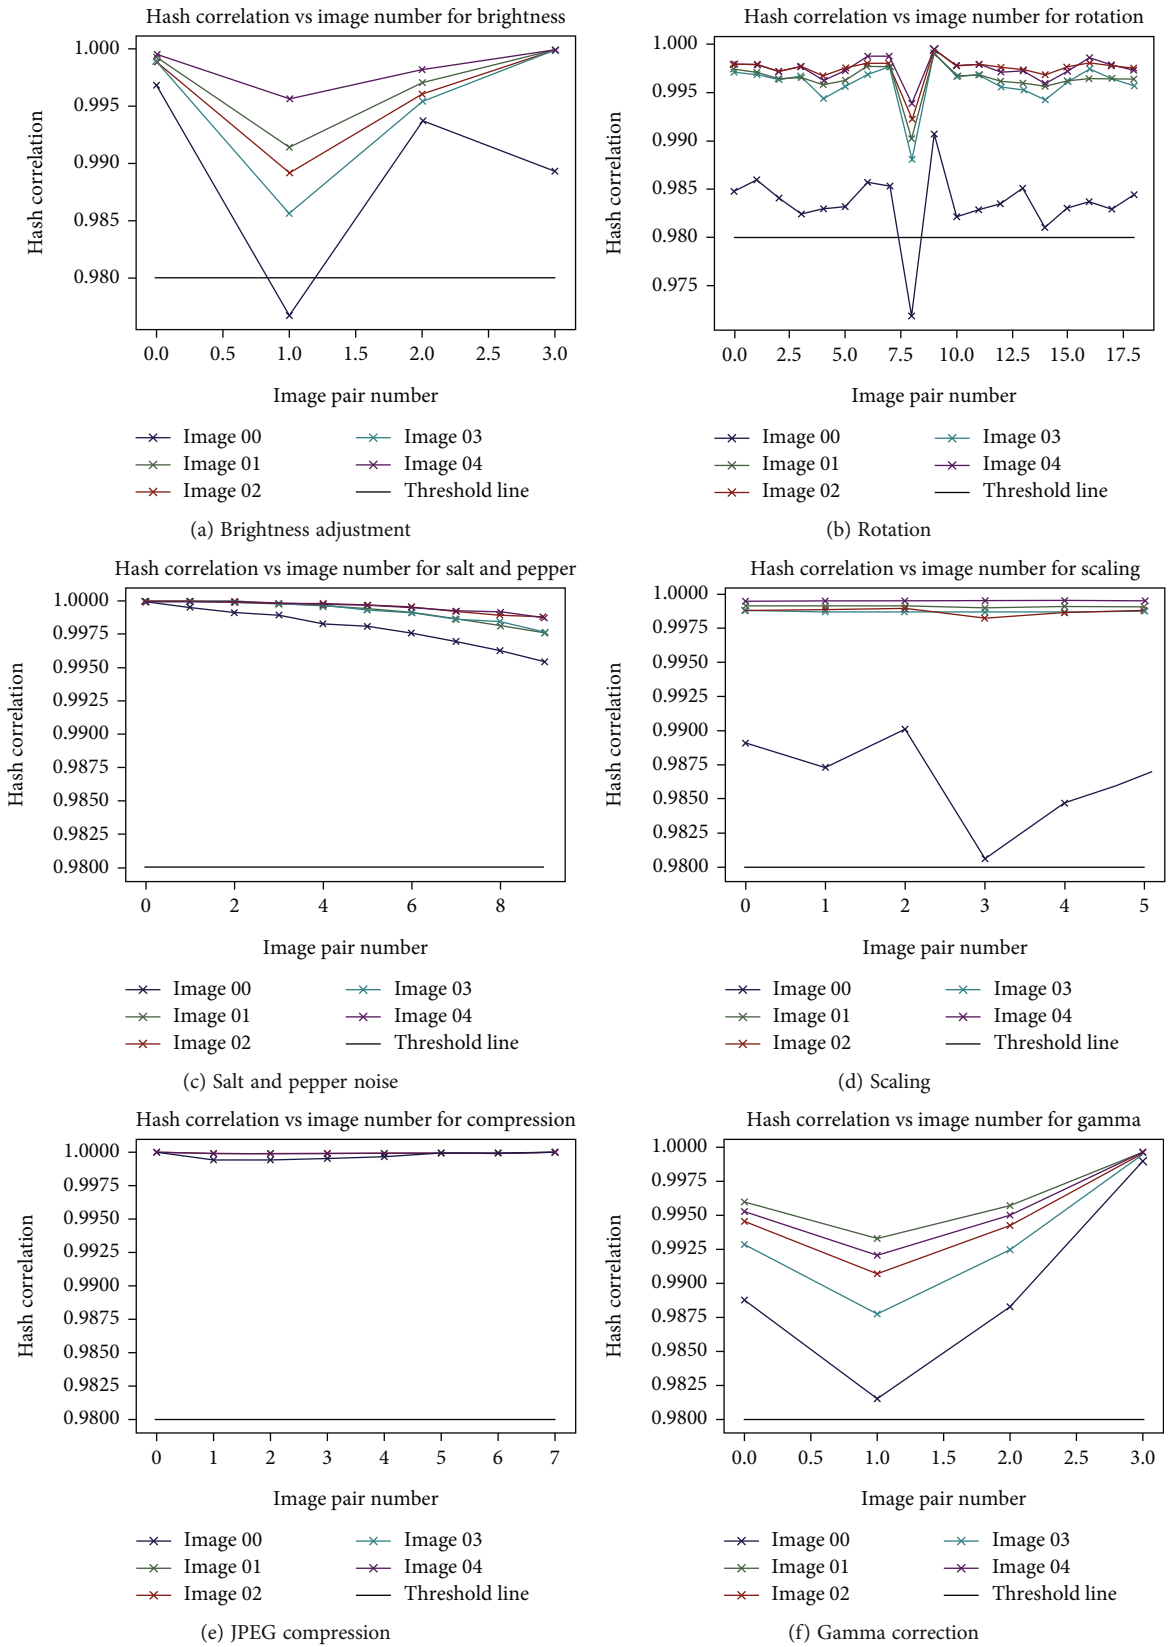 Hash correlation vs image number for brightness
1.000
0.995
0.990
0.985
0.980
Hash correlation
0.0 0.5 1.0 1.5 2.0 2.5 3.0
Image pair number
Image 00 Image 03
Image 01 Image 04
Image 02 Threshold line
(a) Brightness adjustment
Hash correlation vs image number for rotation
1.000
0.995
0.990
0.985
0.980
0.975
Hash correlation
0.0 2.5 5.0 7.5 10.0 12.5 15.0 17.5
Image pair number
Image 00 Image 03
Image 01 Image 04
Image 02 Threshold line
(b) Rotation
Hash correlation vs image number for salt and pepper
1.0000
0.9975
0.9950
0.9925
0.9900
0.9875
0.9850
0.9825
0.9800
Hash correlation
0 2 4 6 8
Image pair number
Image 00 Image 03
Image 01 Image 04
Image 02 Threshold line
(c) Salt and pepper noise
Hash correlation vs image number for scaling
1.0000
0.9975
0.9950
0.9925
0.9900
0.9875
0.9850
0.9825
0.9800
Hash correlation
0 1 2 3 4 5
Image pair number
Image 00 Image 03
Image 01 Image 04
Image 02 Threshold line
(d) Scaling
Hash correlation vs image number for compression
1.0000
0.9975
0.9950
0.9925
0.9900
0.9875
0.9850
0.9825
0.9800
Hash correlation
0 1 2 3 4 5 6 7
Image pair number
Image 00 Image 03
Image 01 Image 04
Image 02 Threshold line
(e) JPEG compression
Hash correlation vs image number for gamma
1.0000
0.9975
0.9950
0.9925
0.9900
0.9875
0.9850
0.9825
0.9800
Hash correlation
0.0 0.5 1.0 1.5 2.0 2.5 3.0
Image pair number
Image 00 Image 03
Image 01 Image 04
Image 02 Threshold line
(f) Gamma correction